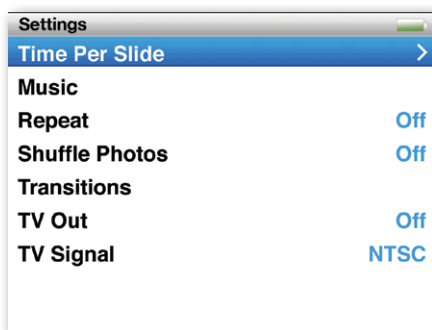 Settings
Time Per Slide
Music
Repeat Off
Shuffle Photos Off
Transitions
TV Out Off
TV Signal NTSC